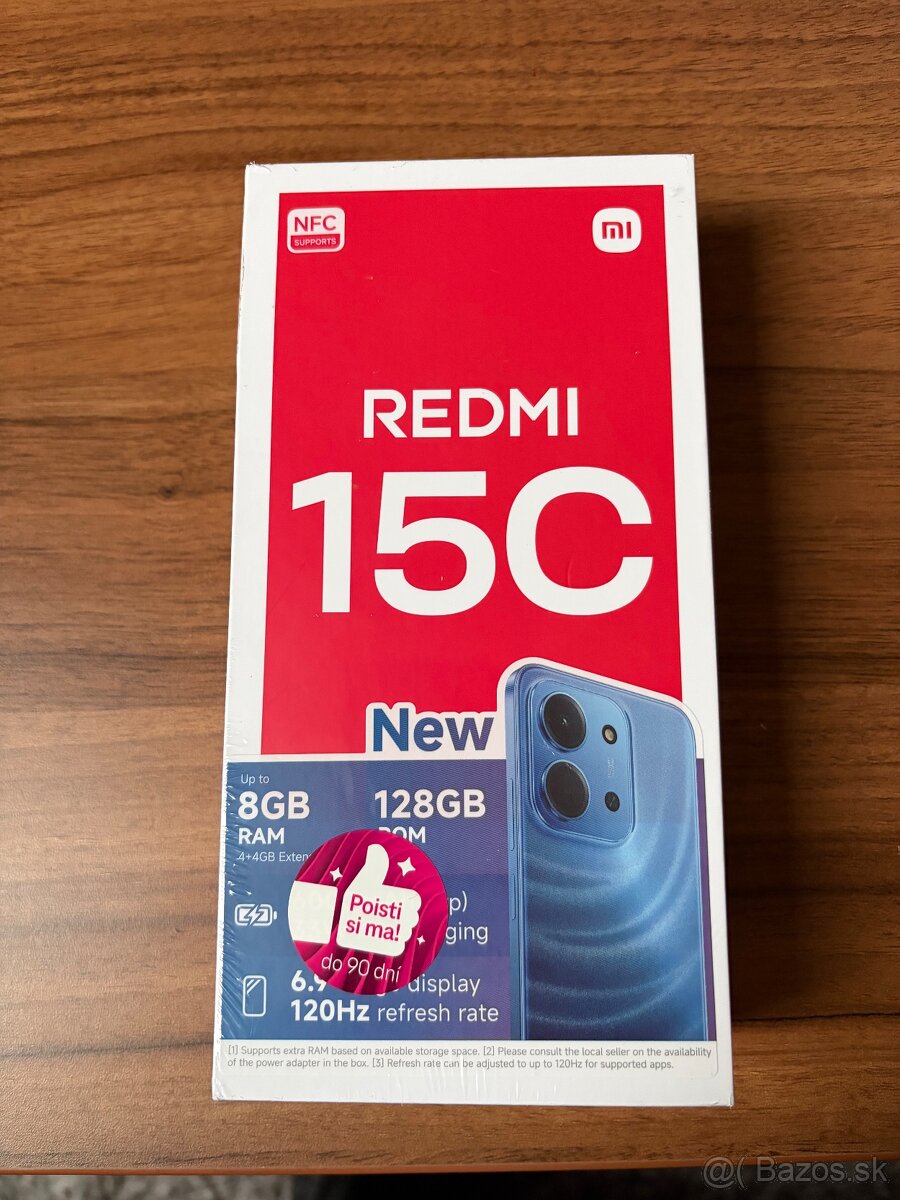 NFC
SUPPORTS
mi
REDMI
15C
New
Up to
8GB
RAM
128GB
4+4GB
Poisti
si ma!
do 90 dní
display
120Hz refresh rate
[1] Supports extra RAM based on available storage space. [2] Please consult the local seller on the availability
of the power adapter in the box. [3] Refresh rate can be adjusted to up to 120Hz for supported apps.
@( Bazos.sk